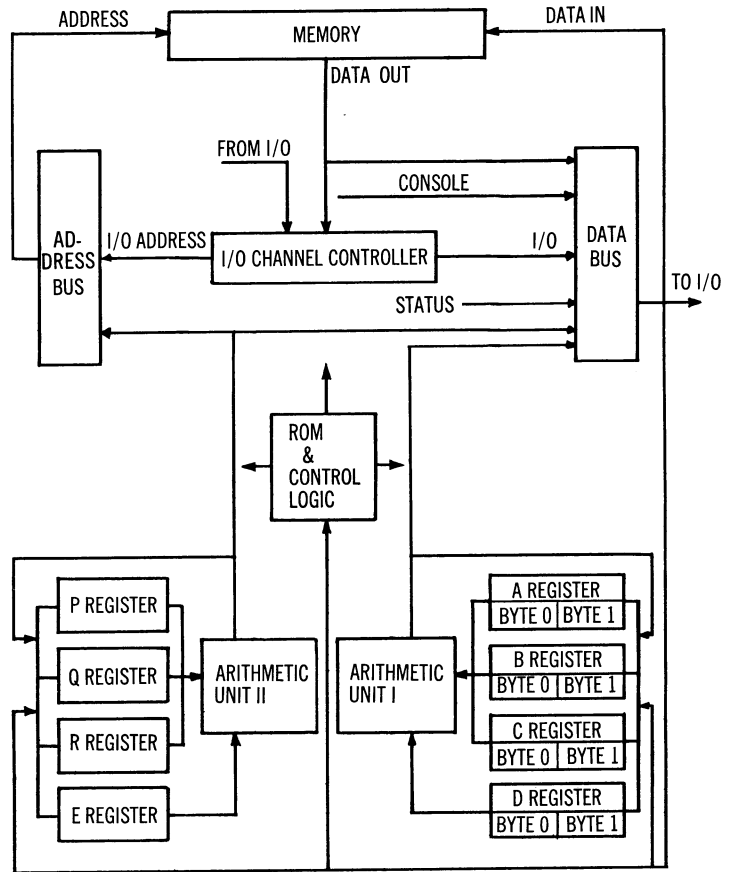 ADDRESS
DATA IN
MEMORY
DATA OUT
FROM I/O
CONSOLE
AD-
DRESS
BUS
I/O ADDRESS
I/O CHANNEL CONTROLLER
I/O
DATA
BUS
TO I/O
STATUS
ROM
&
CONTROL
LOGIC
P REGISTER
Q REGISTER
R REGISTER
E REGISTER
ARITHMETIC
UNIT II
ARITHMETIC
UNIT I
A REGISTER
BYTE 0 BYTE 1
B REGISTER
BYTE 0 BYTE 1
C REGISTER
BYTE 0 BYTE 1
D REGISTER
BYTE 0 BYTE 1